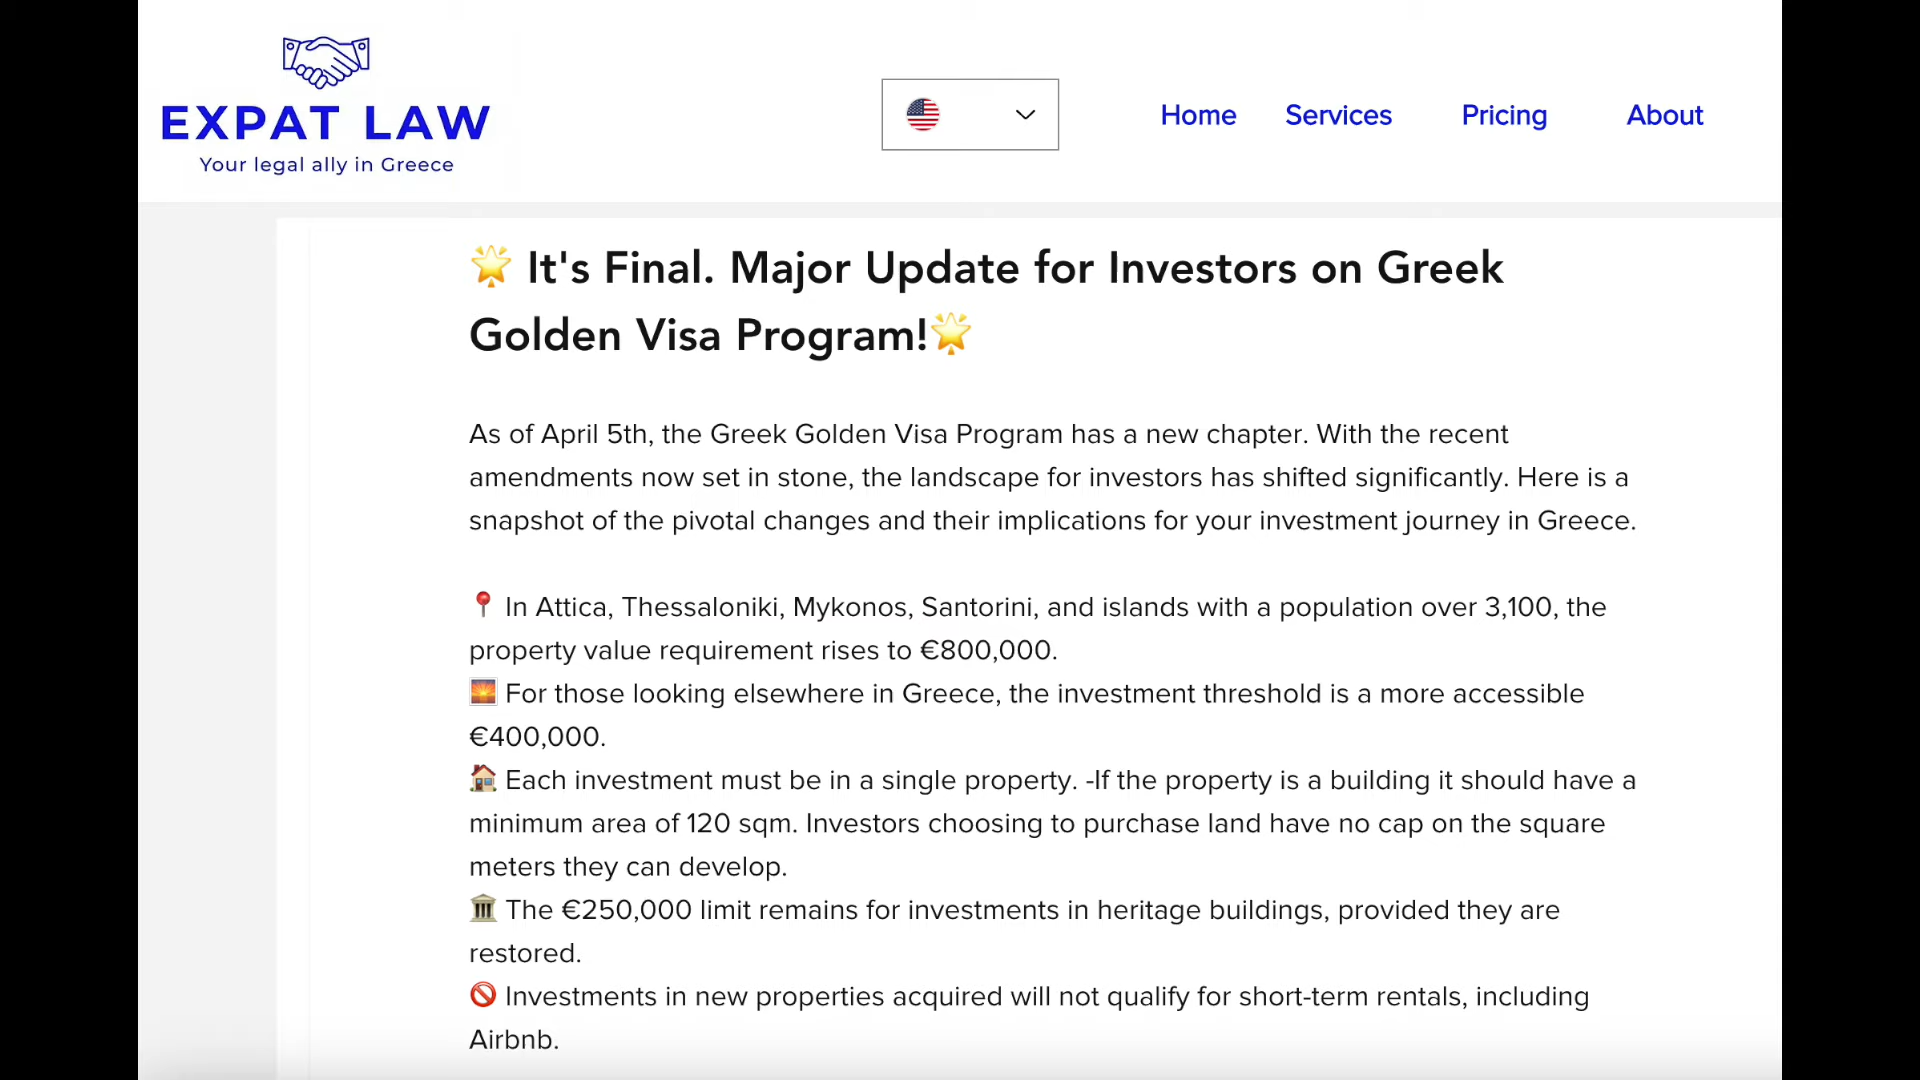 EXPAT LAW
Your legal ally in Greece
Home Services Pricing About
🌟 It's Final. Major Update for Investors on Greek
Golden Visa Program!🌟
As of April 5th, the Greek Golden Visa Program has a new chapter. With the recent
amendments now set in stone, the landscape for investors has shifted significantly. Here is a
snapshot of the pivotal changes and their implications for your investment journey in Greece.
📍 In Attica, Thessaloniki, Mykonos, Santorini, and islands with a population over 3,100, the
property value requirement rises to €800,000.
🌅 For those looking elsewhere in Greece, the investment threshold is a more accessible
€400,000.
🏠 Each investment must be in a single property. -If the property is a building it should have a
minimum area of 120 sqm. Investors choosing to purchase land have no cap on the square
meters they can develop.
🏛 The €250,000 limit remains for investments in heritage buildings, provided they are
restored.
🚫 Investments in new properties acquired will not qualify for short-term rentals, including
Airbnb.